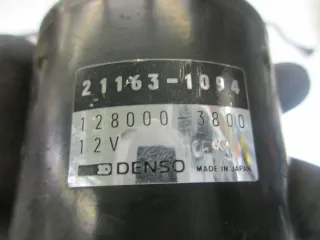 21163-1094
128000-3800
12V
DENSO MADE IN JAPAN